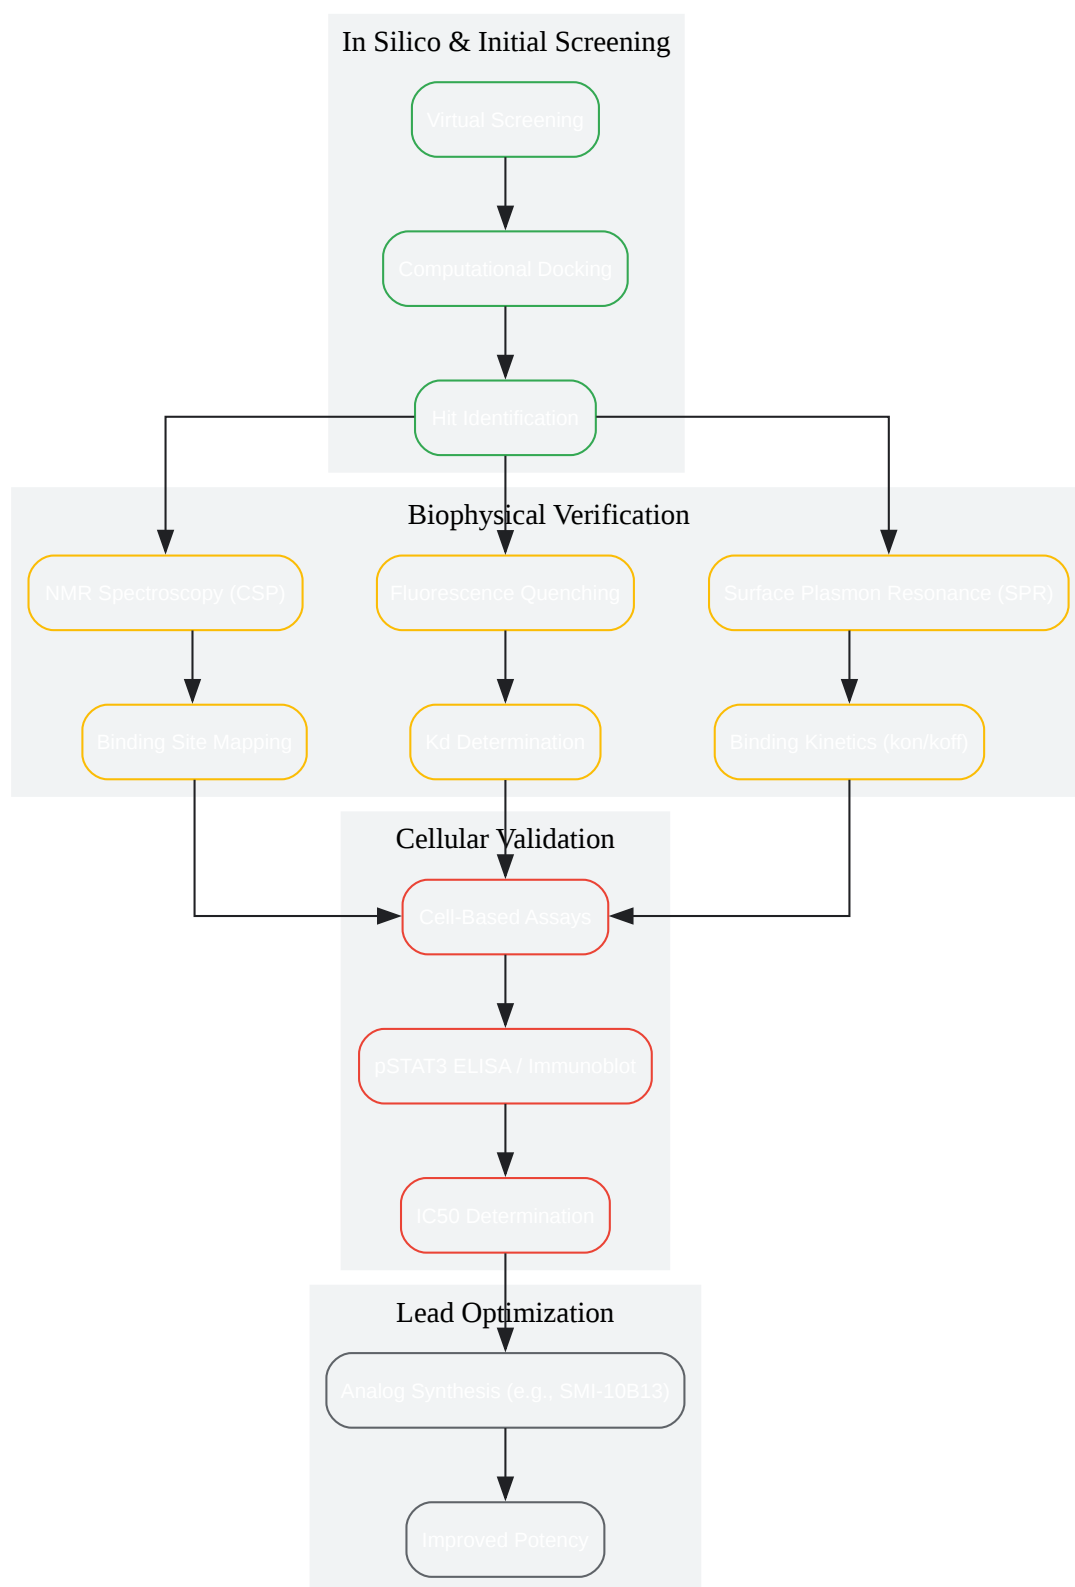 In Silico & Initial Screening
Virtual Screening
Computational Docking
Hit Identification
Biophysical Verification
NMR Spectroscopy (CSP)
Fluorescence Quenching
Surface Plasmon Resonance (SPR)
Binding Site Mapping
Kd Determination
Binding Kinetics (kon/koff)
Cellular Validation
Cell-Based Assays
pSTAT3 ELISA / Immunoblot
IC50 Determination
Lead Optimization
Analog Synthesis (e.g., SMI-10B13)
Improved Potency